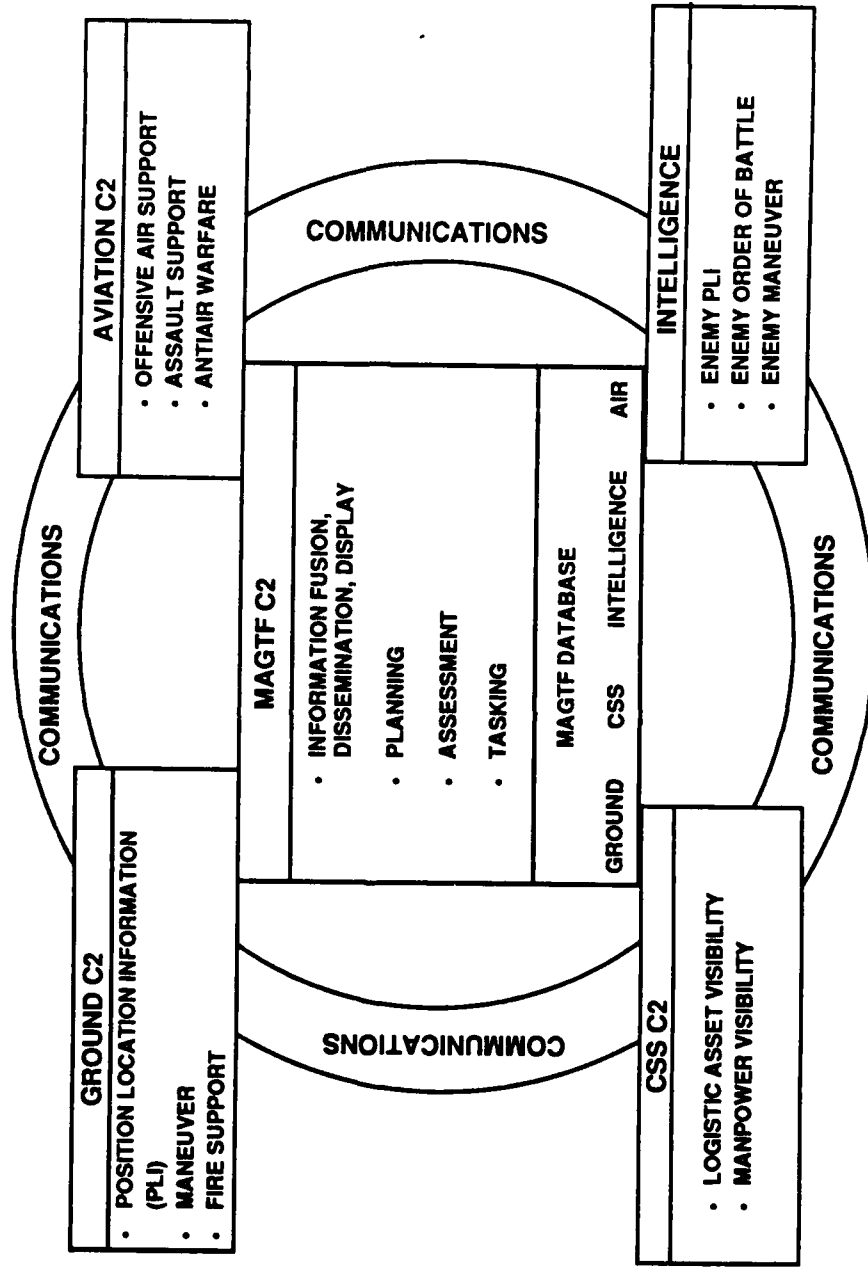 GROUND C2
• POSITION LOCATION INFORMATION
(PLI)
• MANEUVER
• FIRE SUPPORT
COMMUNICATIONS
AVIATION C2
• OFFENSIVE AIR SUPPORT
• ASSAULT SUPPORT
• ANTIAIR WARFARE
COMMUNICATIONS
MAGTF C2
• INFORMATION FUSION,
DISSEMINATION, DISPLAY
• PLANNING
• ASSESSMENT
• TASKING
MAGTF DATABASE
GROUND CSS INTELLIGENCE AIR
COMMUNICATIONS
CSS C2
• LOGISTIC ASSET VISIBILITY
• MANPOWER VISIBILITY
COMMUNICATIONS
INTELLIGENCE
• ENEMY PLI
• ENEMY ORDER OF BATTLE
• ENEMY MANEUVER